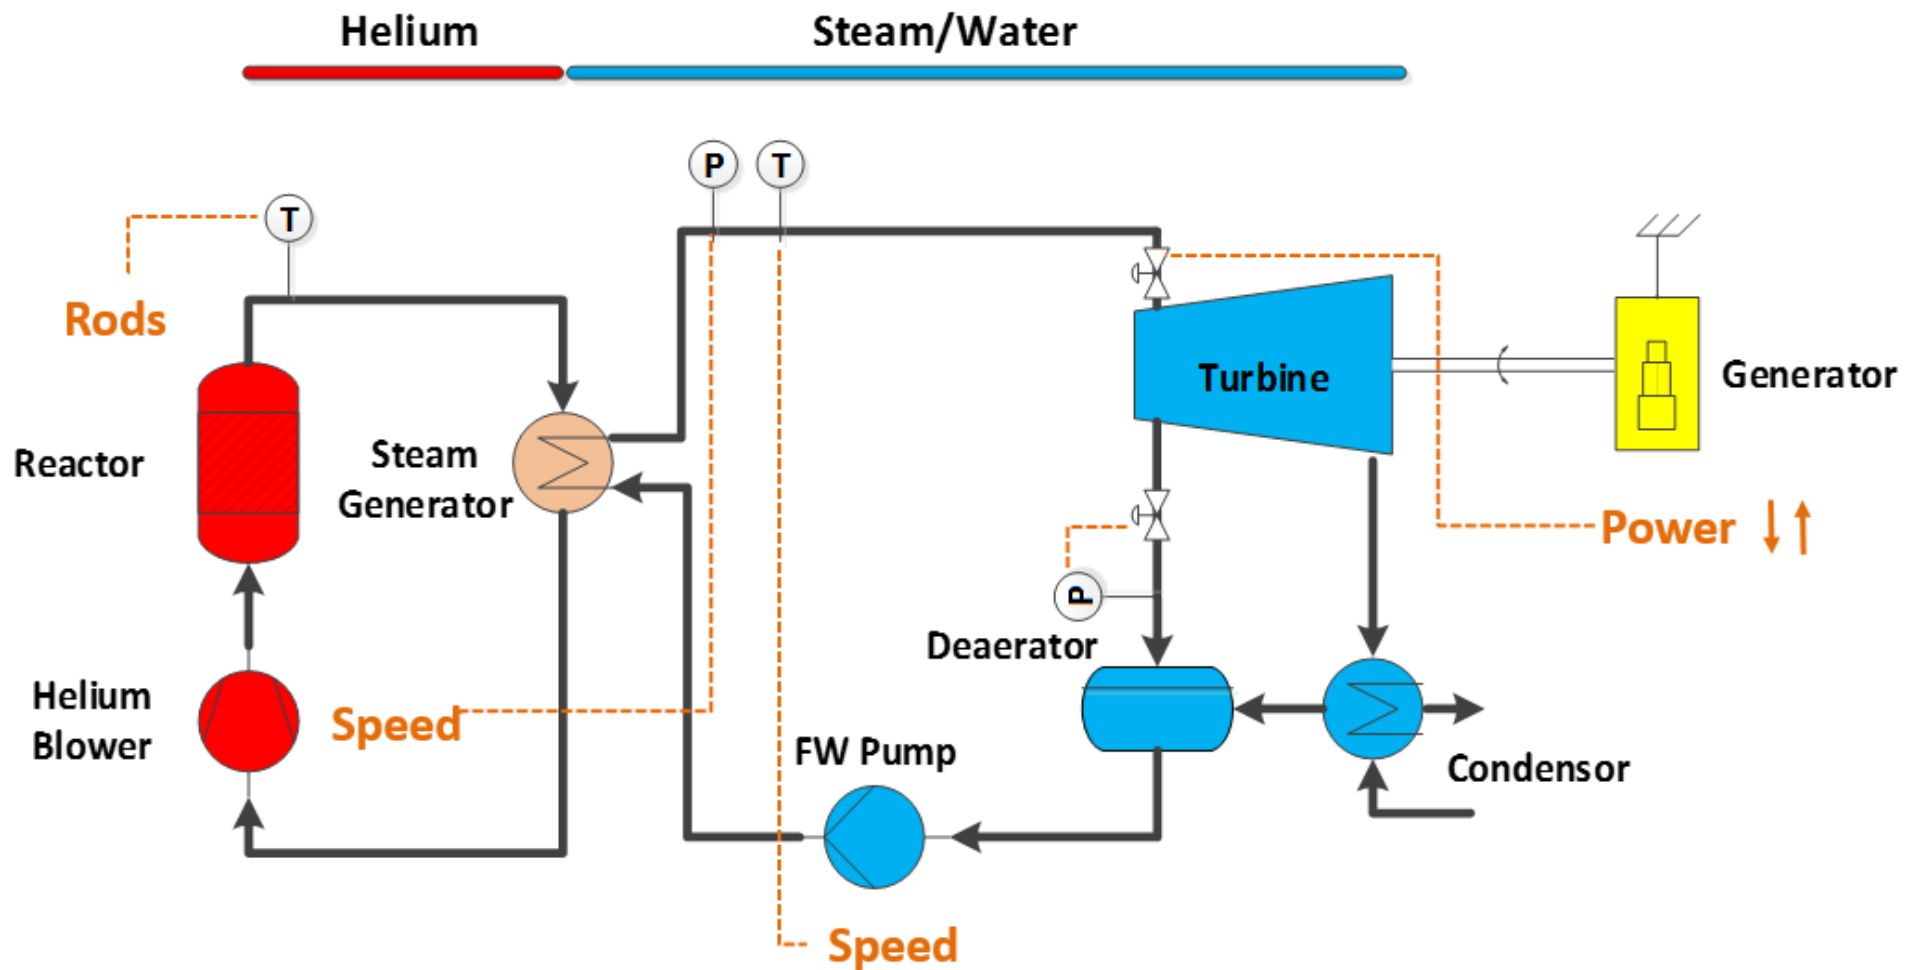 Helium
Steam/Water
P
T
T
Rods
Turbine
Generator
Reactor
Steam
Generator
Power
P
Deaerator
Helium
Blower
Speed
FW Pump
Condensor
Speed